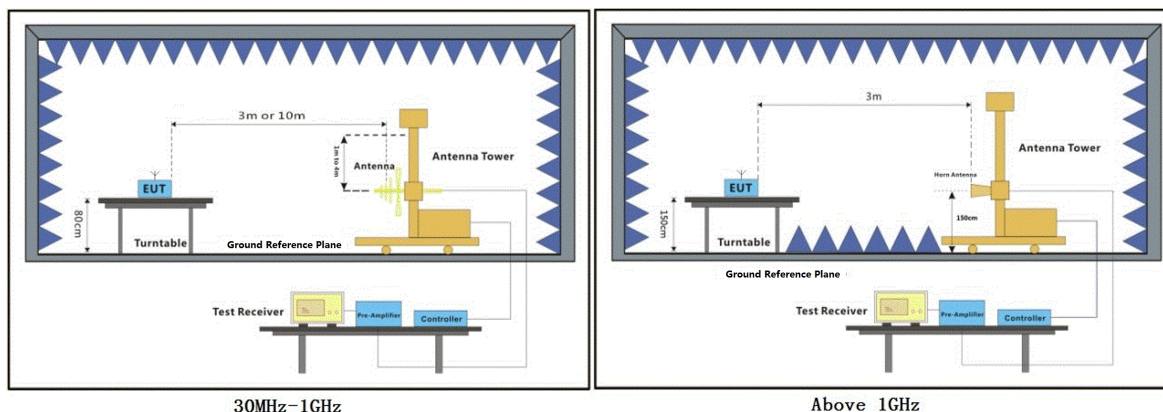 3m or 10m
1m to 4m
Antenna
Antenna Tower
EUT
80cm
Turntable
Ground Reference Plane
Test Receiver
Pre-Amplifier
Controller
30MHz-1GHz
3m
Antenna Tower
Horn Antenna
EUT
150cm
150cm
Turntable
Ground Reference Plane
Test Receiver
Pre-Amplifier
Controller
Above 1GHz